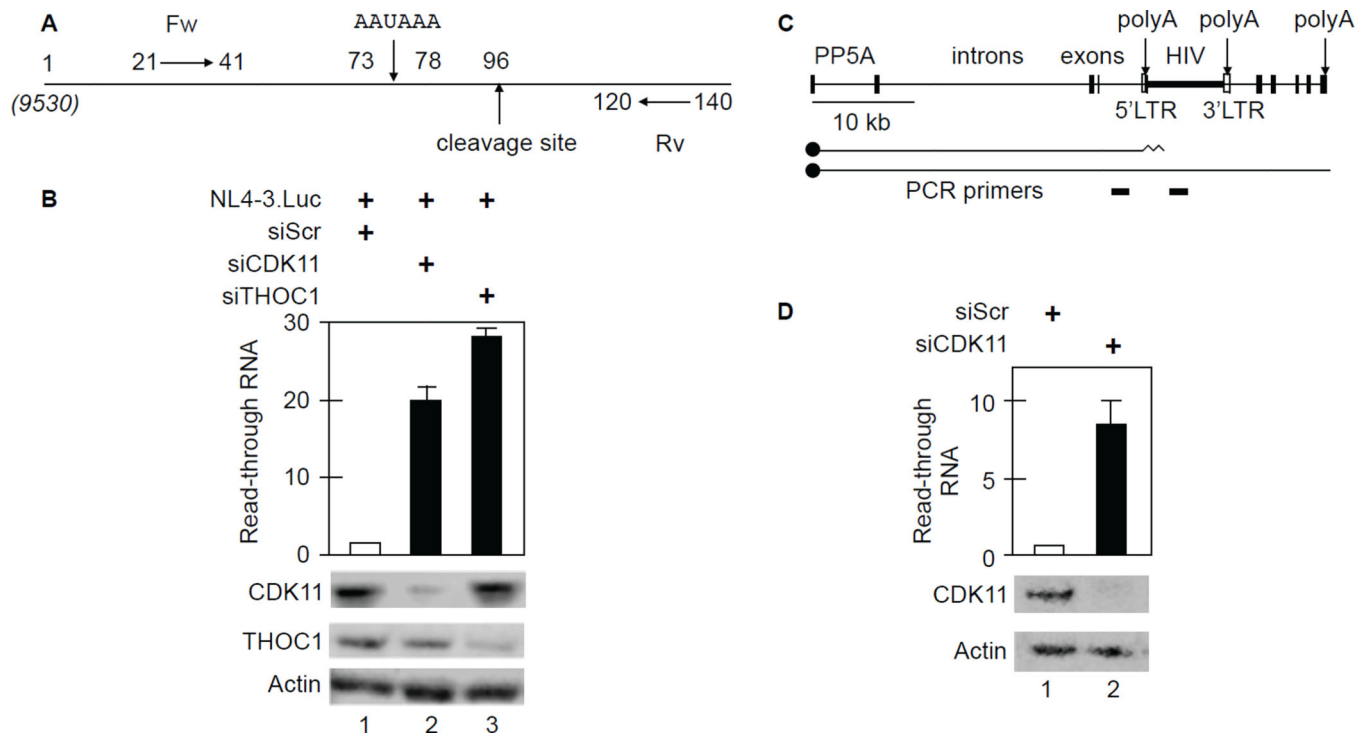 A
Fw
AAUAAA
1
21
41
73
78
96
(9530)
120
140
cleavage site
Rv
B
NL4-3.Luc + + +
siScr +
siCDK11 +
siTHOC1 +
Read-through RNA
30
20
10
0
CDK11
THOC1
Actin
1 2 3
C
polyA polyA polyA
PP5A introns exons HIV
5'LTR 3'LTR
10 kb
PCR primers
D
siScr +
siCDK11 +
Read-through
RNA
10
5
0
CDK11
Actin
1 2